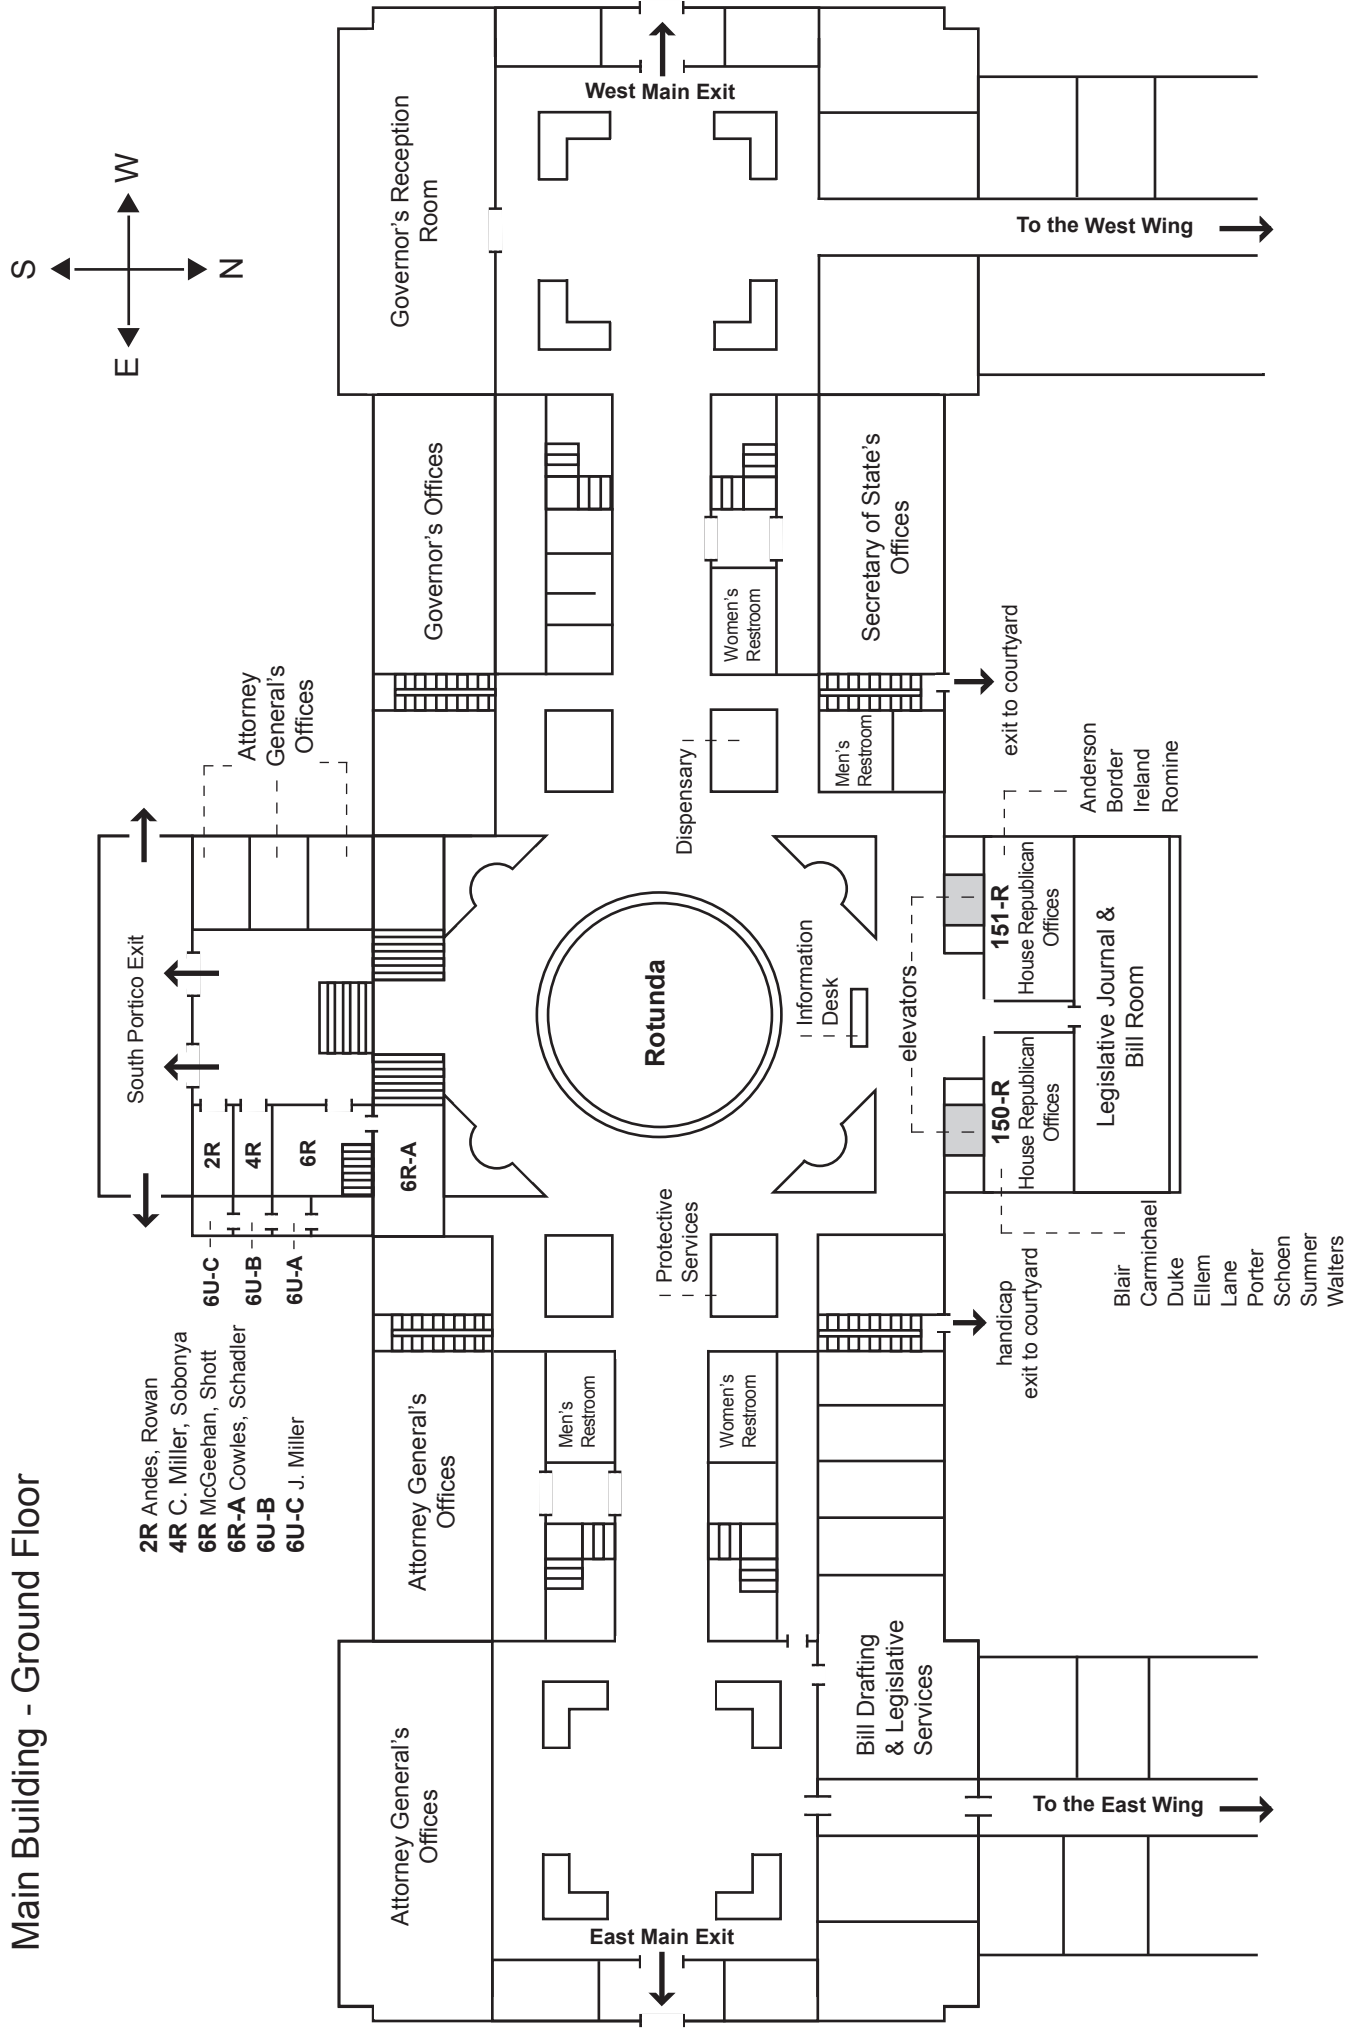 Main Building - Ground Floor
S
E
W
N
2R Andes, Rowan
4R C. Miller, Sobonya
6R McGeehan, Shott
6R-A Cowles, Schadler
6U-B
6U-C J. Miller
South Portico Exit
Attorney
General's
Offices
6U-C
6U-B
6U-A
2R
4R
6R
6R-A
Attorney General's
Offices
Attorney General's
Offices
Governor's Offices
Governor's Reception
Room
Men's
Restroom
East Main Exit
Rotunda
West Main Exit
Protective
Services
Dispensary
Women's
Restroom
Women's
Restroom
Information
Desk
Bill Drafting
& Legislative
Services
Men's
Restroom
Secretary of State's
Offices
elevators
150-R
House Republican
Offices
151-R
House Republican
Offices
handicap
exit to courtyard
exit to courtyard
To the East Wing
To the West Wing
Legislative Journal &
Bill Room
Blair
Carmichael
Duke
Ellem
Lane
Porter
Schoen
Sumner
Walters
Anderson
Border
Ireland
Romine